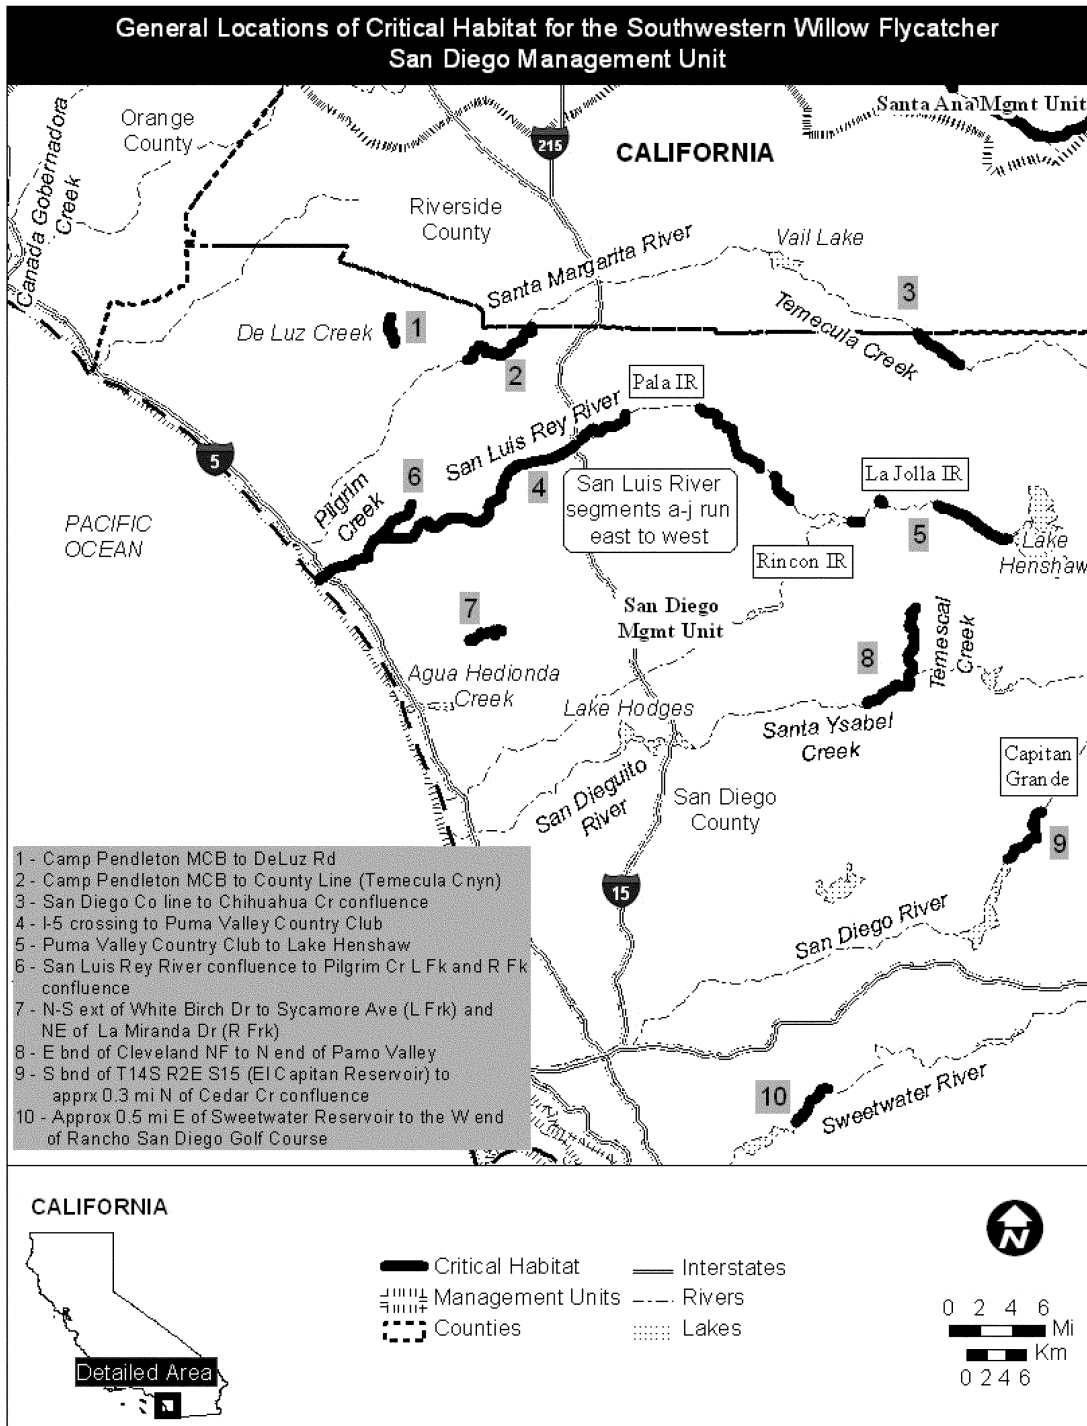 General Locations of Critical Habitat for the Southwestern Willow Flycatcher
San Diego Management Unit
Santa Ana Mgmt Unit
Orange
County
215
CALIFORNIA
Canada Gobernadora
Creek
Riverside
County
Santa Margarita River
Vail Lake
3
De Luz Creek
1
Temecula Creek
2
Pala IR
San Luis Rey River
5
6
La Jolla IR
4
San Luis River
segments a-j run
east to west
Pilgrim
Creek
PACIFIC
OCEAN
5
Lake
Henshaw
Rincon IR
7
San Diego
Mgmt Unit
8
Temescal
Creek
Agua Hedionda
Creek
Lake Hodges
Santa Ysabel
Creek
Capitan
Grande
San Dieguito
River
San Diego
County
9
15
San Diego River
10
Sweetwater River
1 - Camp Pendleton MCB to DeLuz Rd
2 - Camp Pendleton MCB to County Line (Temecula Cnyn)
3 - San Diego Co line to Chihuahua Cr confluence
4 - I-5 crossing to Puma Valley Country Club
5 - Puma Valley Country Club to Lake Henshaw
6 - San Luis Rey River confluence to Pilgrim Cr L Fk and R Fk
confluence
7 - N-S ext of White Birch Dr to Sycamore Ave (L Frk) and
NE of La Miranda Dr (R Frk)
8 - E bnd of Cleveland NF to N end of Pamo Valley
9 - S bnd of T14S R2E S15 (El Capitan Reservoir) to
apprx 0.3 mi N of Cedar Cr confluence
10 - Approx 0.5 mi E of Sweetwater Reservoir to the W end
of Rancho San Diego Golf Course
CALIFORNIA
Detailed Area
Critical Habitat
Management Units
Counties
Interstates
Rivers
Lakes
N
0 2 4 6
Mi
Km
0 2 4 6